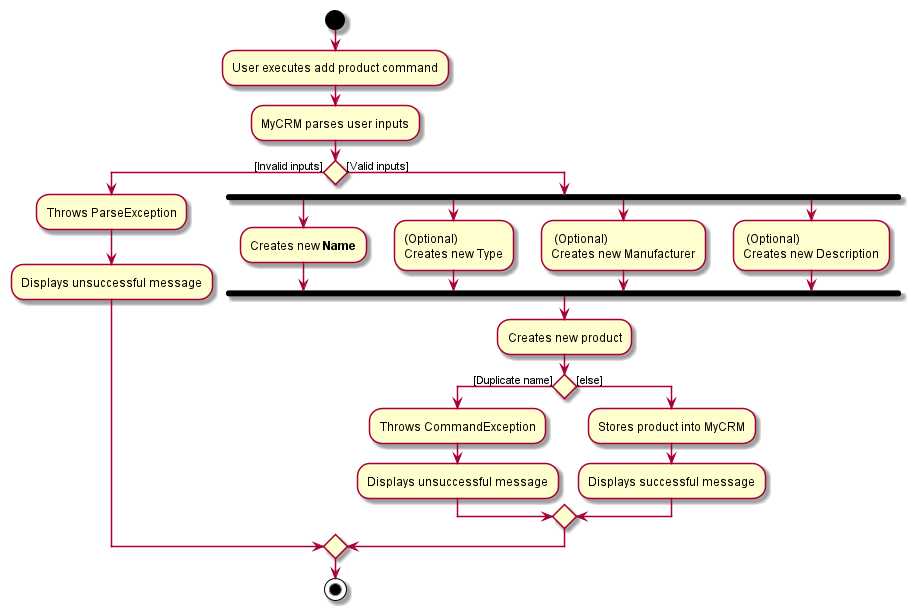 User executes add product command
MyCRM parses user inputs
[Invalid inputs]
[Valid inputs]
Throws ParseException
Displays unsuccessful message
Creates new Name
(Optional)
Creates new Type
(Optional)
Creates new Manufacturer
(Optional)
Creates new Description
Creates new product
[Duplicate name]
[else]
Throws CommandException
Stores product into MyCRM
Displays unsuccessful message
Displays successful message